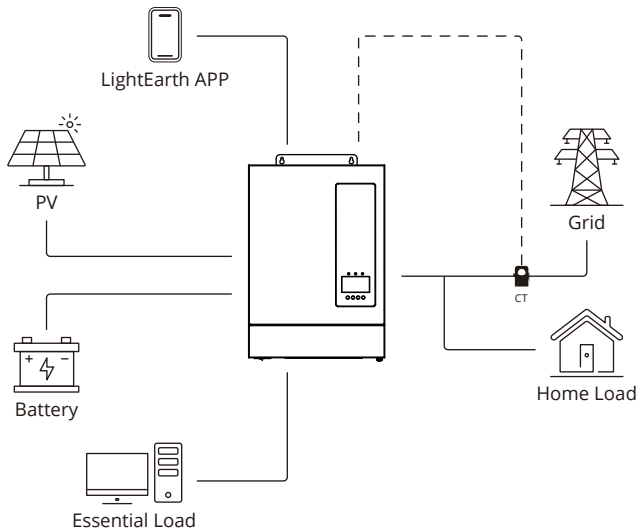 LightEarth APP
PV
Grid
CT
Home Load
Battery
Essential Load